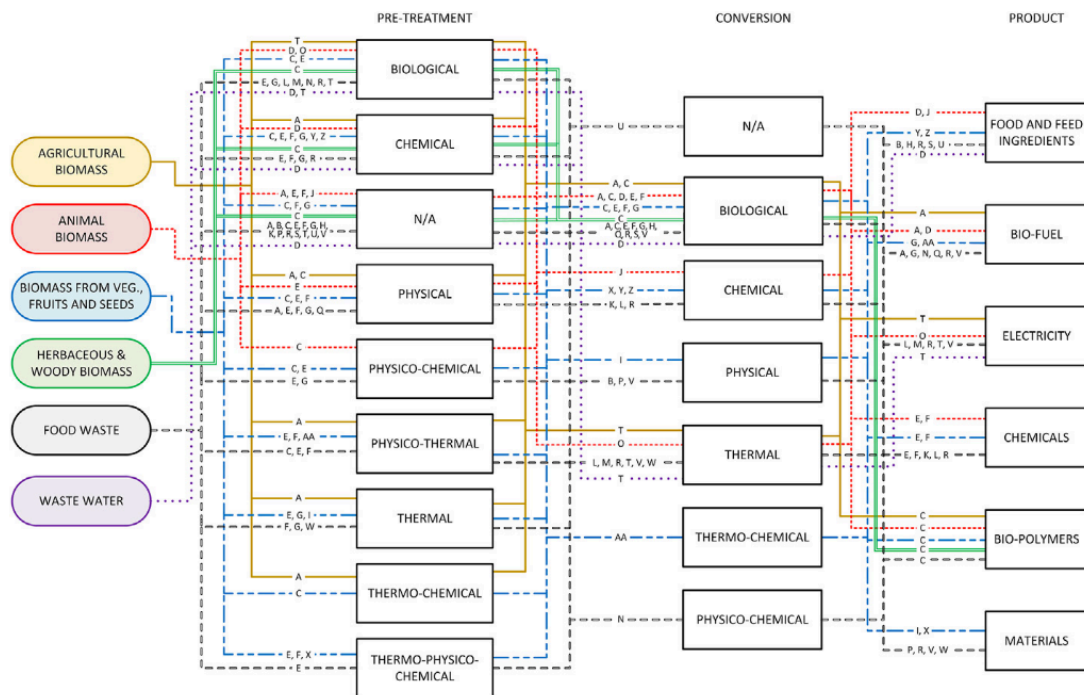 PRE-TREATMENT
CONVERSION
PRODUCT
AGRICULTURAL
BIOMASS
ANIMAL
BIOMASS
BIOMASS FROM VEG.,
FRUITS AND SEEDS
HERBACEOUS &
WOODY BIOMASS
FOOD WASTE
WASTE WATER
T
D, O
C, E
C
E, G, L, M, N, R, T
D, T
BIOLOGICAL
A
D
C, E, F, G, Y, Z
C
E, F, G, R
D
CHEMICAL
A, E, F, J
C, F, G
C
A, B, C, E, F, G, H,
K, P, R, S, T, U, V
D
N/A
A, C
E
C, E, F
A, E, F, G, Q
PHYSICAL
C
C, E
E, G
PHYSICO-CHEMICAL
A
E, F, AA
C, E, F
PHYSICO-THERMAL
A
E, G, I
F, G, W
THERMAL
A
C
THERMO-CHEMICAL
E, F, X
E
THERMO-PHYSICO-
CHEMICAL
U
N/A
A, C
A, C, D, E, F
C, E, F, G
C
A, C, E, F, G, H,
Q, R, S, V
D
BIOLOGICAL
J
X, Y, Z
K, L, R
CHEMICAL
I
B, P, V
PHYSICAL
T
O
L, M, R, T, V, W
T
THERMAL
AA
THERMO-CHEMICAL
N
PHYSICO-CHEMICAL
D, J
Y, Z
B, H, R, S, U
D
FOOD AND FEED
INGREDIENTS
A
A, D
G, AA
A, G, N, Q, R, V
BIO-FUEL
T
O
L, M, R, T, V
T
ELECTRICITY
E, F
E, F
E, F, K, L, R
CHEMICALS
C
C
C
C
C
BIO-POLYMERS
I, X
P, R, V, W
MATERIALS